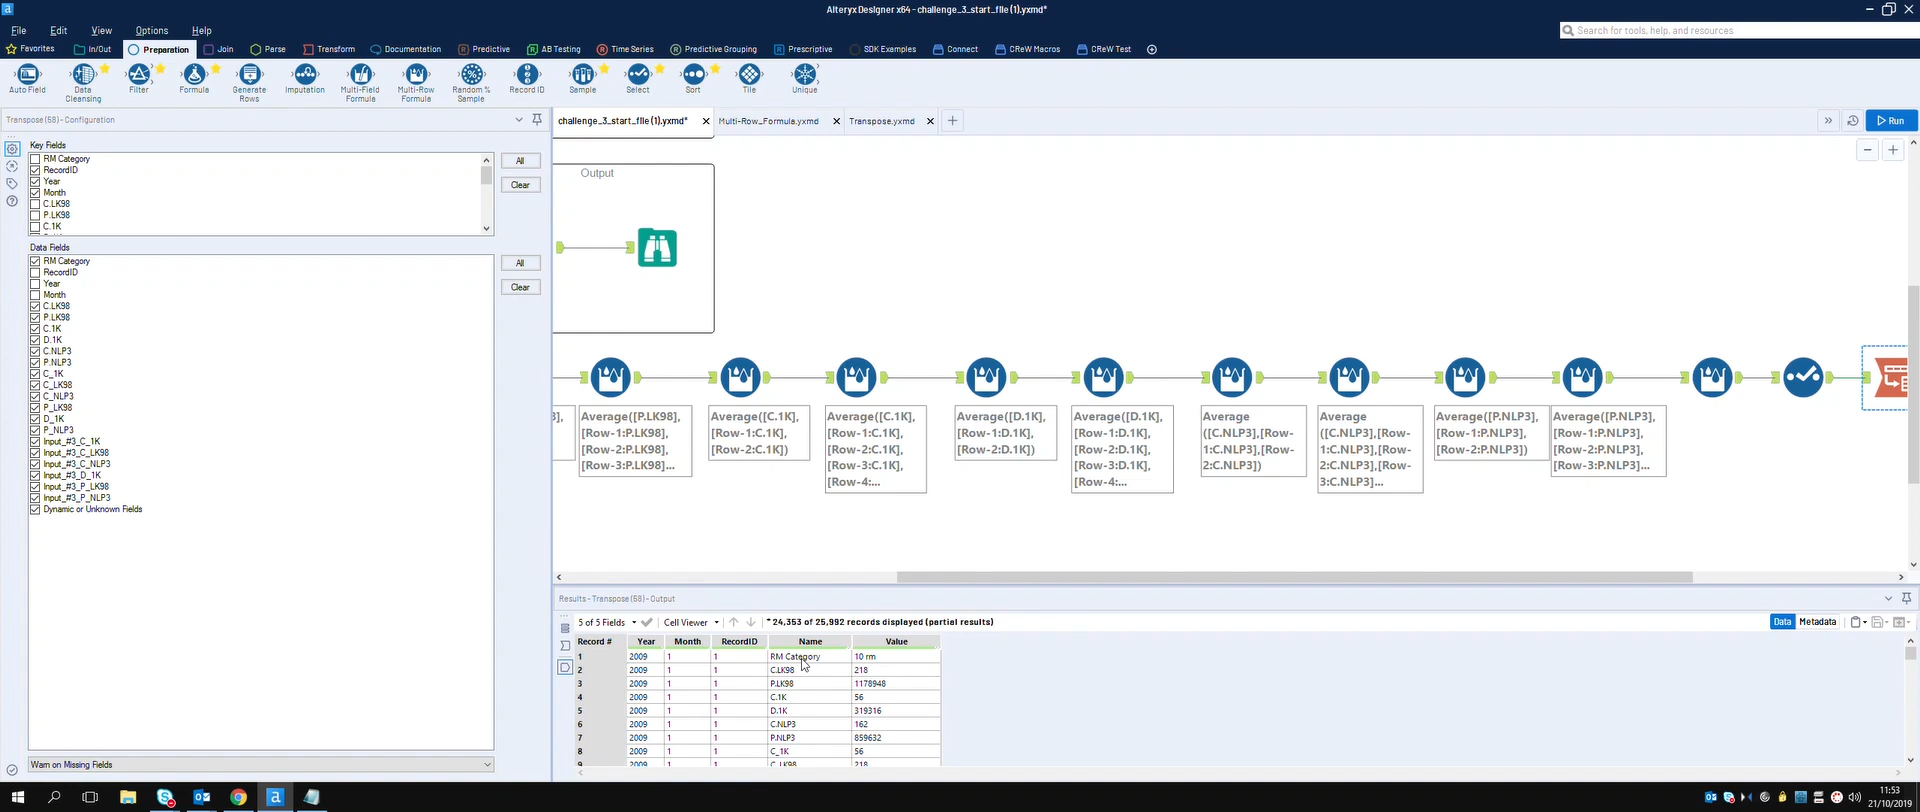 Alteryx Designer x64 - challenge_3_start_file (1).yxmd*
File Edit View Options Help
Search for tools, help, and resources
Favorites In/Out Preparation Join Parse Transform Documentation Predictive AB Testing Time Series Predictive Grouping Prescriptive SDK Examples Connect CReW Macros CReW Test
Auto Field Data Cleansing Filter Formula Generate Rows Imputation Multi-Field Formula Multi-Row Formula Random % Sample Record ID Sample Select Sort Tile Unique
Transpose (58) - Configuration
challenge_3_start_file (1).yxmd* Multi-Row_Formula.yxmd Transpose.yxmd
Run
Key Fields
RM Category
RecordID
Year
Month
C.LK98
P.LK98
C.1K
All
Clear
Data Fields
RM Category
RecordID
Year
Month
C.LK98
P.LK98
C.1K
D.1K
C.NLP3
P.NLP3
C_1K
C_LK98
C_NLP3
P_LK98
D_1K
P_NLP3
Input_#3_C_1K
Input_#3_C_LK98
Input_#3_C_NLP3
Input_#3_D_1K
Input_#3_P_LK98
Input_#3_P_NLP3
Dynamic or Unknown Fields
All
Clear
Warn on Missing Fields
Output
3],
Average([P.LK98],
[Row-1:P.LK98],
[Row-2:P.LK98],
[Row-3:P.LK98]...
Average([C.1K],
[Row-1:C.1K],
[Row-2:C.1K])
Average([C.1K],
[Row-1:C.1K],
[Row-2:C.1K],
[Row-3:C.1K],
[Row-4:...
Average([D.1K],
[Row-1:D.1K],
[Row-2:D.1K])
Average([D.1K],
[Row-1:D.1K],
[Row-2:D.1K],
[Row-3:D.1K],
[Row-4:...
Average
([C.NLP3],[Row-
1:C.NLP3],[Row-
2:C.NLP3])
Average
([C.NLP3],[Row-
1:C.NLP3],[Row-
2:C.NLP3],[Row-
3:C.NLP3]...
Average([P.NLP3],
[Row-1:P.NLP3],
[Row-2:P.NLP3])
Average([P.NLP3],
[Row-1:P.NLP3],
[Row-2:P.NLP3],
[Row-3:P.NLP3]...
Results - Transpose (58) - Output
5 of 5 Fields Cell Viewer * 24,353 of 25,992 records displayed (partial results) Data Metadata
Record # Year Month RecordID Name Value
1 2009 1 1 RM Category 10 rm
2 2009 1 1 C.LK98 218
3 2009 1 1 P.LK98 1178948
4 2009 1 1 C.1K 56
5 2009 1 1 D.1K 319316
6 2009 1 1 C.NLP3 162
7 2009 1 1 P.NLP3 859632
8 2009 1 1 C_1K 56
9 2009 1 1 C_LK98 218
11:53
21/10/2019